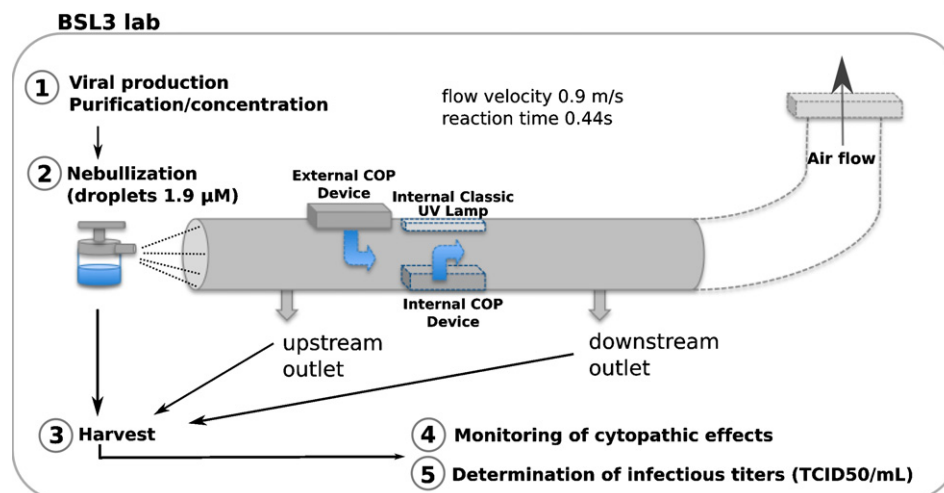 BSL3 lab
1 Viral production
Purification/concentration
flow velocity 0.9 m/s
reaction time 0.44s
2 Nebullization
(droplets 1.9 µM)
External COP
Device
Internal Classic
UV Lamp
Air flow
Internal COP
Device
upstream
outlet
downstream
outlet
3 Harvest
4 Monitoring of cytopathic effects
5 Determination of infectious titers (TCID50/mL)